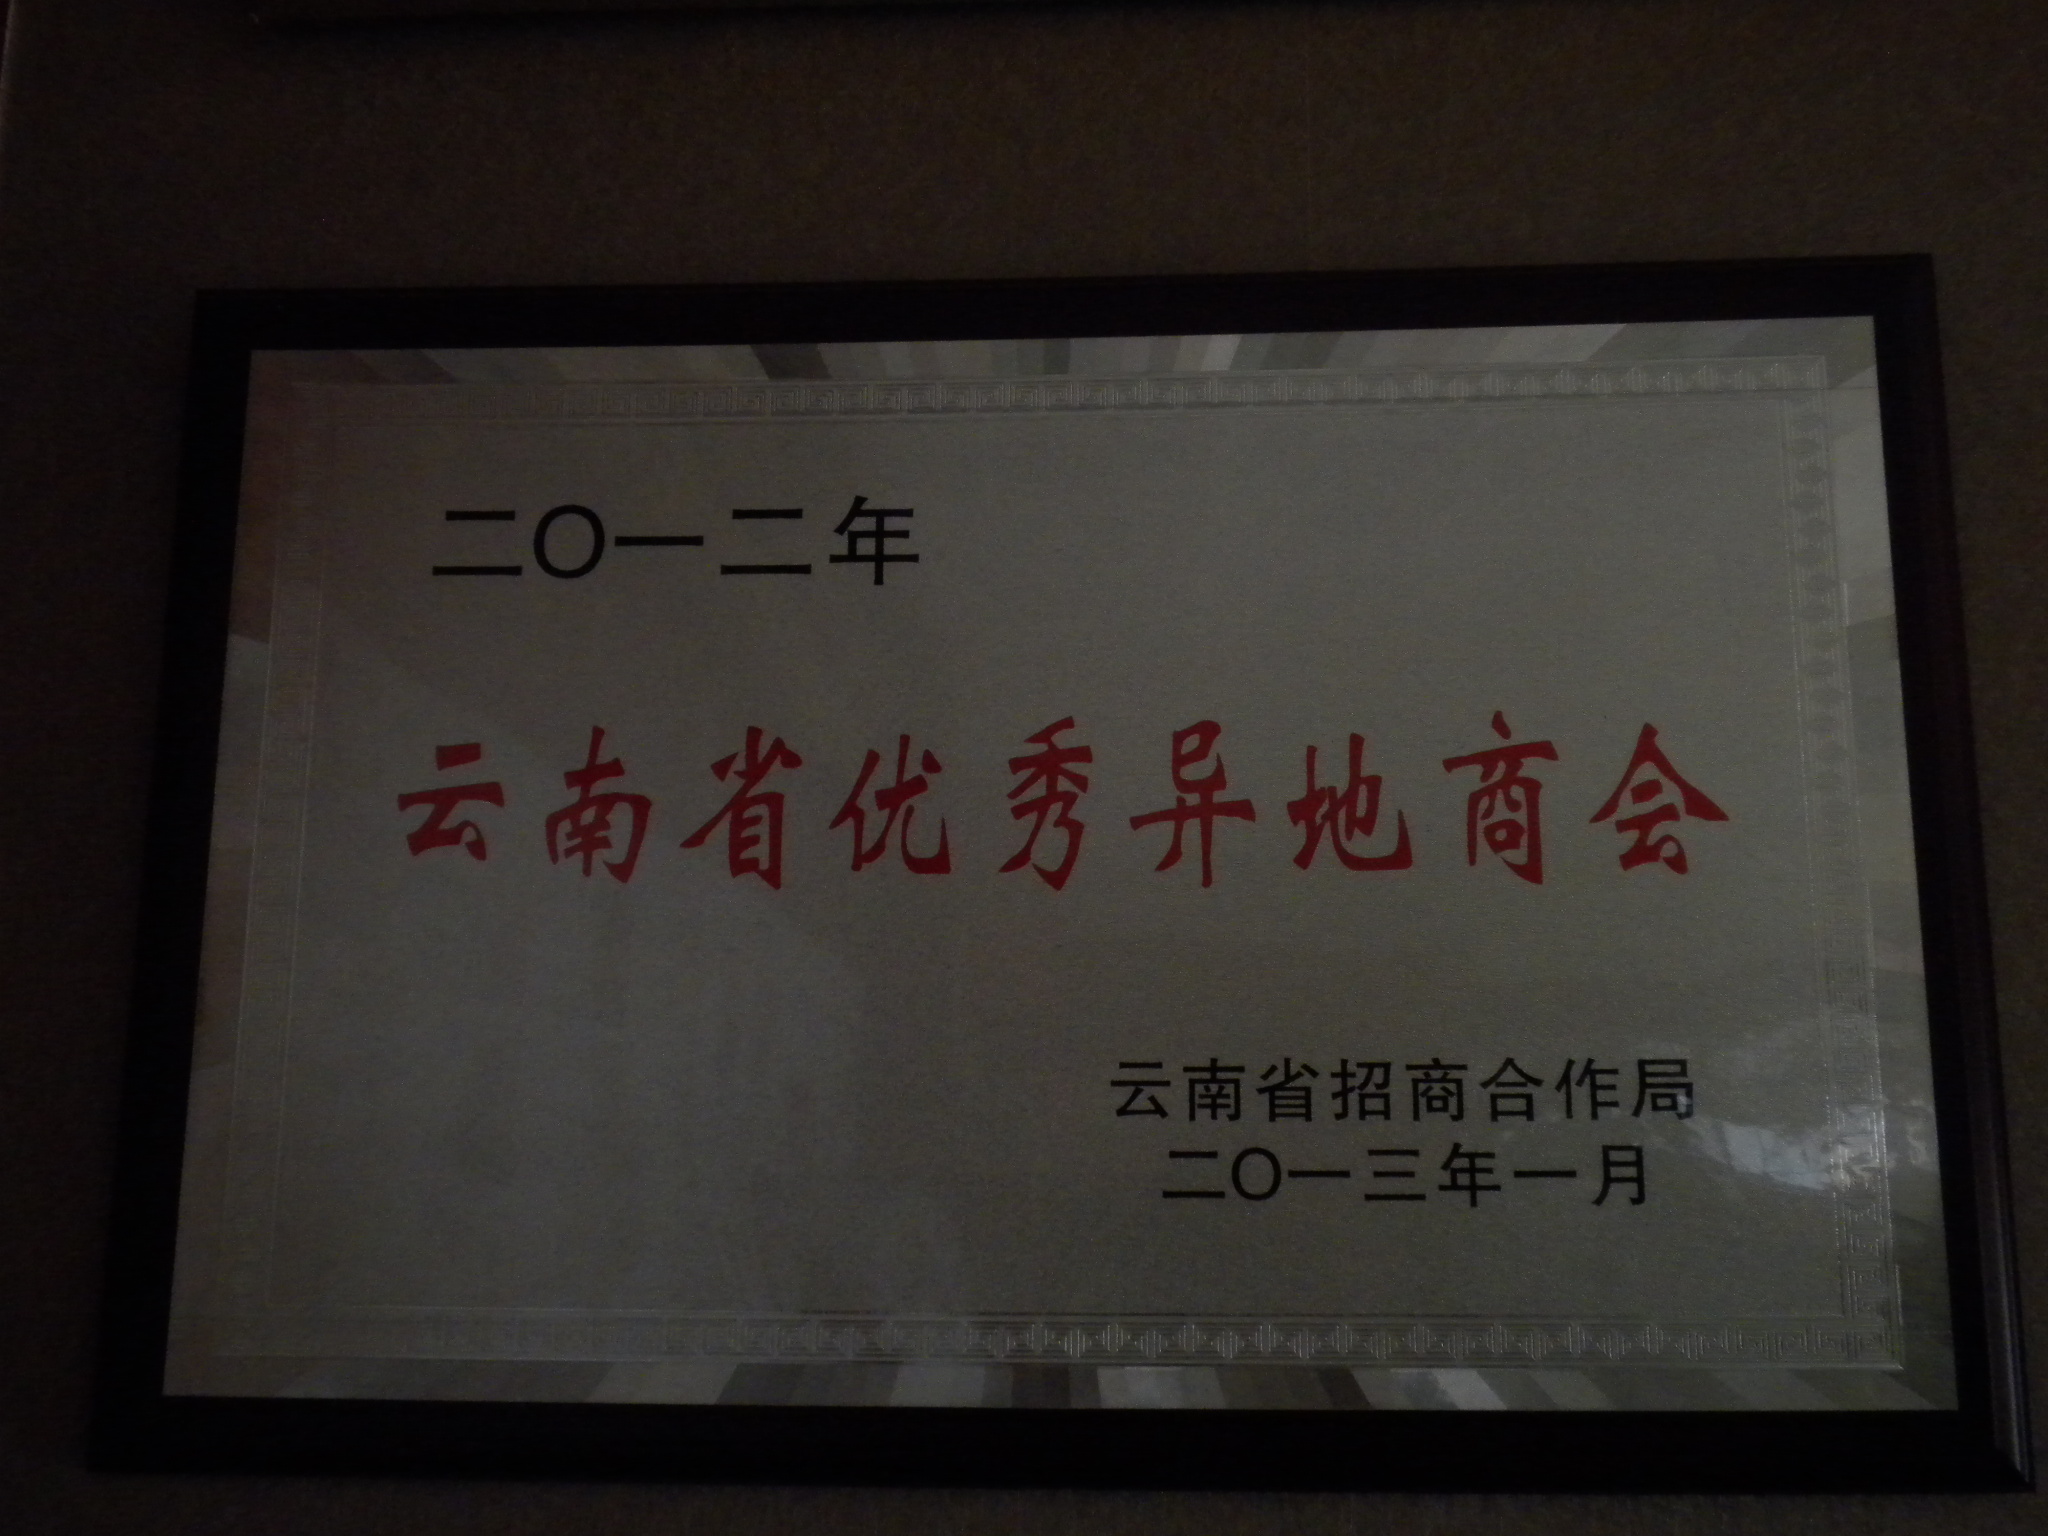 二〇一二年
云南省优秀异地商会
云南省招商合作局
二〇一三年一月